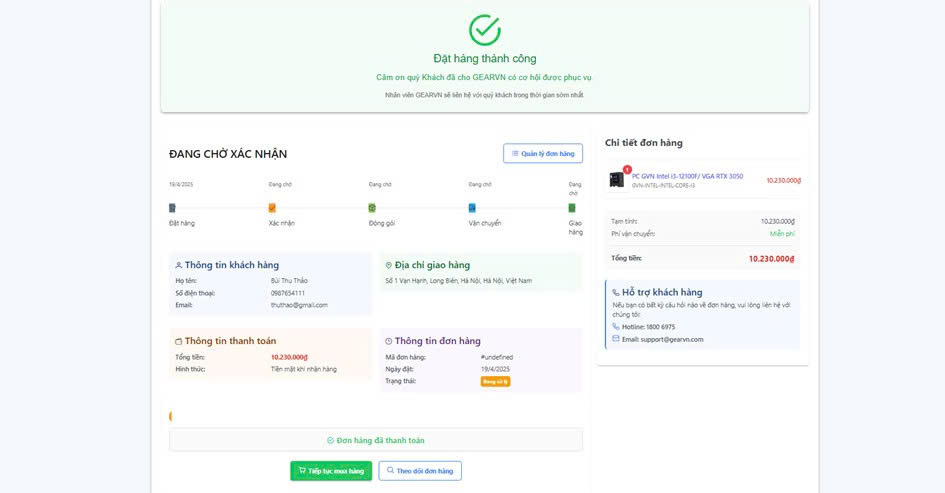 Đặt hàng thành công
Cảm ơn quý Khách đã cho GEARVN có cơ hội được phục vụ.
Nhân viên GEARVN sẽ liên hệ với quý khách trong thời gian sớm nhất.
ĐANG CHỜ XÁC NHẬN
Quản lý đơn hàng
19/4/2025
Đang chờ
Đang chờ
Đang chờ
Đang
chờ
Đặt hàng
Xác nhận
Đóng gói
Vận chuyển
Giao
hàng
Thông tin khách hàng
Họ tên: Bùi Thu Thảo
Số điện thoại: 0987654111
Email: thuthao@gmail.com
Địa chỉ giao hàng
Số 1 Vạn Hạnh, Long Biên, Hà Nội, Hà Nội, Việt Nam
Thông tin thanh toán
Tổng tiền: 10.230.000₫
Hình thức: Tiền mặt khi nhận hàng
Thông tin đơn hàng
Mã đơn hàng: #undefined
Ngày đặt: 19/4/2025
Trạng thái: Đang xử lý
Đơn hàng đã thanh toán
Tiếp tục mua hàng
Theo dõi đơn hàng
Chi tiết đơn hàng
1
PC GVN Intel i3-12100F/ VGA RTX 3050
GVN-INTEL-INTEL-CORE-I3
10.230.000₫
Tạm tính: 10.230.000₫
Phí vận chuyển: Miễn phí
Tổng tiền: 10.230.000₫
Hỗ trợ khách hàng
Nếu bạn có bất kỳ câu hỏi nào về đơn hàng, vui lòng liên hệ với
chúng tôi:
Hotline: 1800 6975
Email: support@gearvn.com